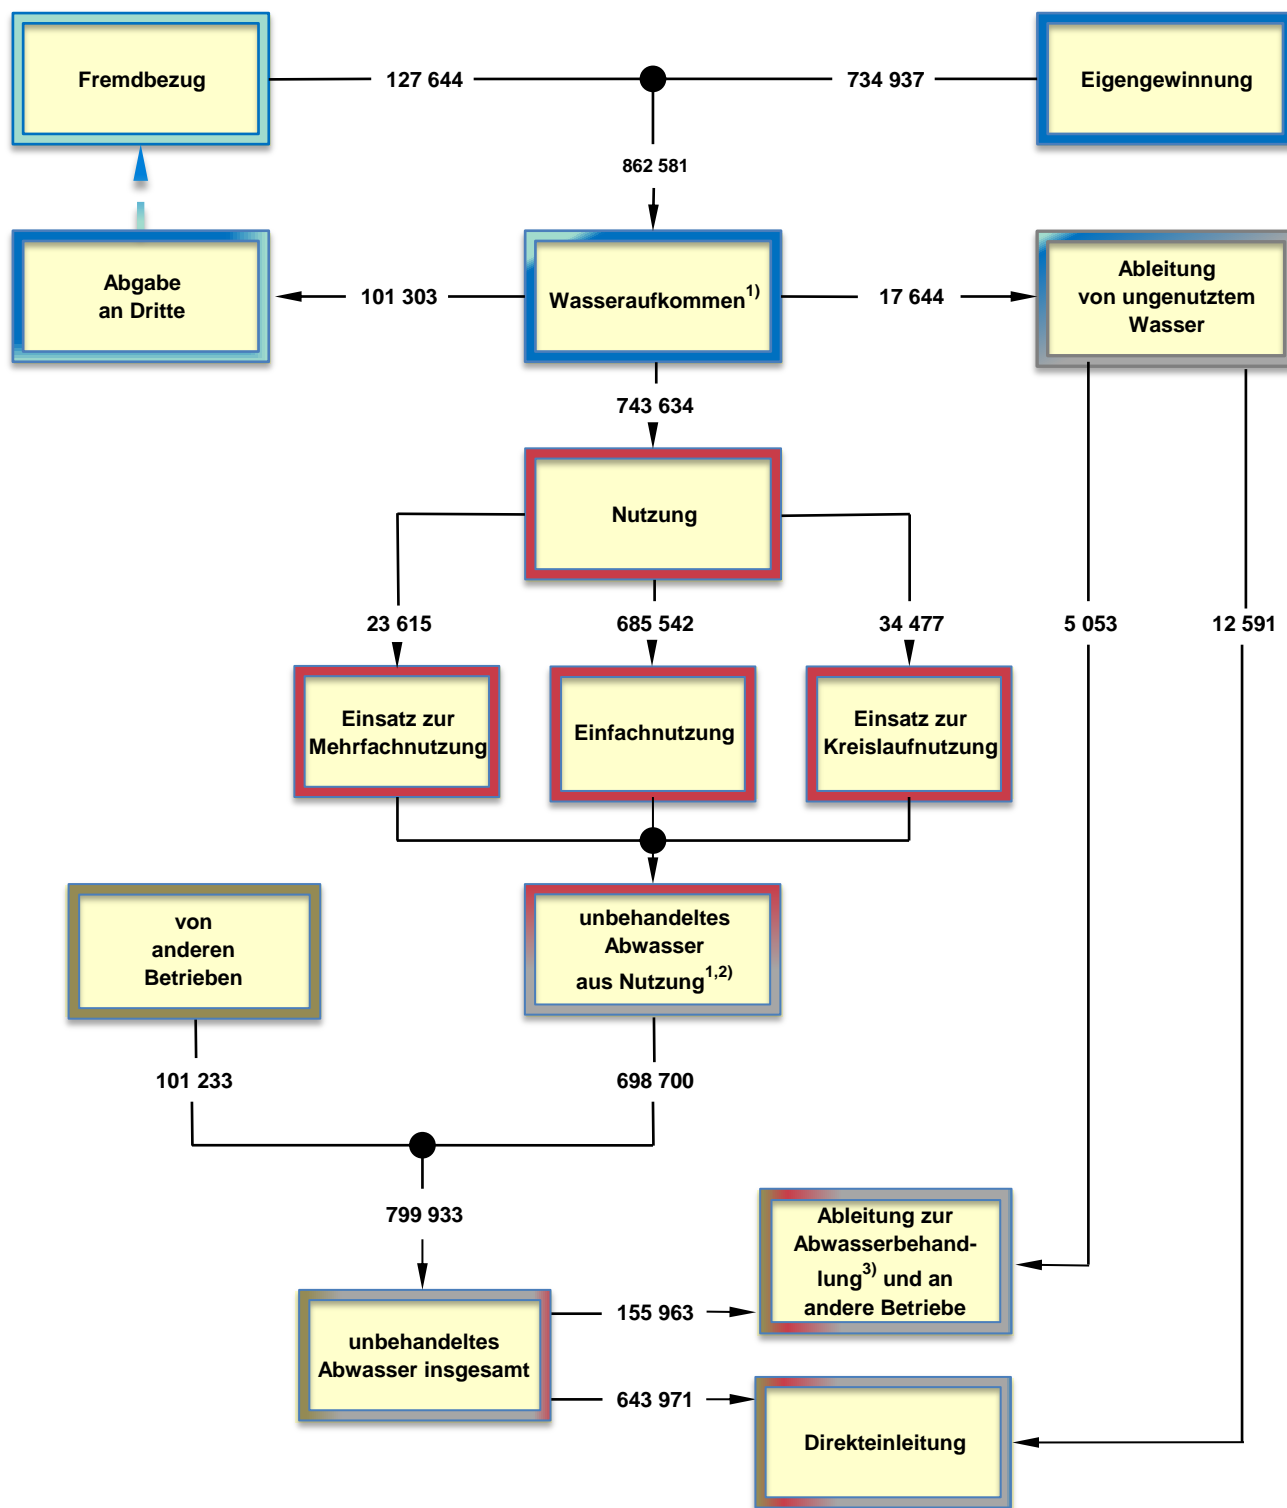 Fremdbezug
127 644
734 937
Eigengewinnung
862 581
Abgabe
an Dritte
101 303
Wasseraufkommen1)
17 644
Ableitung
von ungenutztem
Wasser
743 634
Nutzung
23 615
685 542
34 477
5 053
12 591
Einsatz zur
Mehrfachnutzung
Einfachnutzung
Einsatz zur
Kreislaufnutzung
von
anderen
Betrieben
unbehandeltes
Abwasser
aus Nutzung1,2)
101 233
698 700
799 933
Ableitung zur
Abwasserbehand-
lung3) und an
andere Betriebe
unbehandeltes
Abwasser insgesamt
155 963
643 971
Direkteinleitung